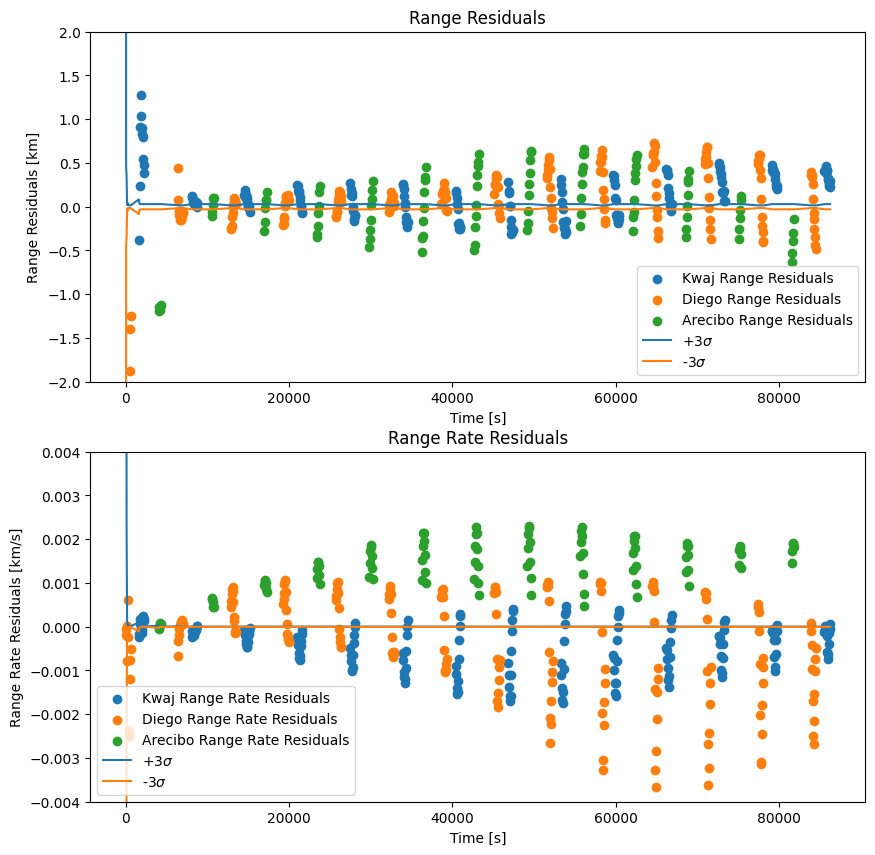 Range Residuals
Range Residuals [km]
2.0
1.5
1.0
0.5
0.0
-0.5
-1.0
-1.5
-2.0
Kwaj Range Residuals
Diego Range Residuals
Arecibo Range Residuals
+3σ
-3σ
0 20000 40000 60000 80000
Time [s]
Range Rate Residuals
Range Rate Residuals [km/s]
0.004
0.003
0.002
0.001
0.000
-0.001
-0.002
-0.003
-0.004
Kwaj Range Rate Residuals
Diego Range Rate Residuals
Arecibo Range Rate Residuals
+3σ
-3σ
0 20000 40000 60000 80000
Time [s]